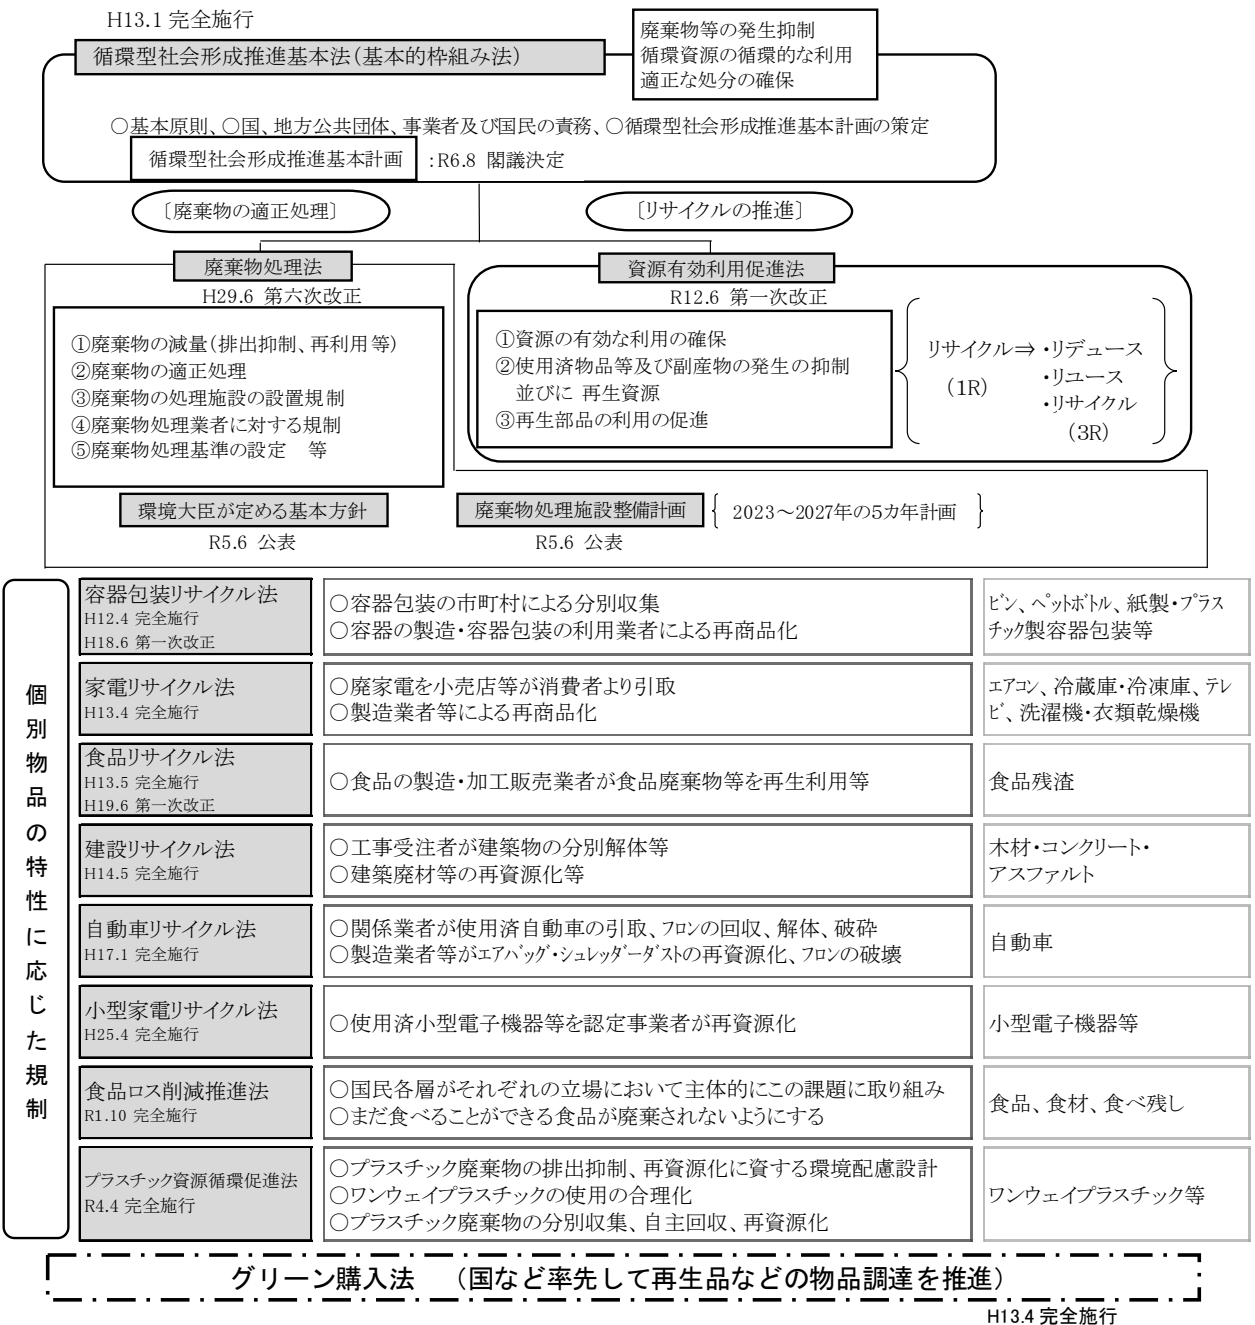 H13.1 完全施行
循環型社会形成推進基本法(基本的枠組み法)
廃棄物等の発生抑制
循環資源の循環的な利用
適正な処分の確保
○基本原則、○国、地方公共団体、事業者及び国民の責務、○循環型社会形成推進基本計画の策定
循環型社会形成推進基本計画 :R6.8 閣議決定
〔廃棄物の適正処理〕
〔リサイクルの推進〕
廃棄物処理法
H29.6 第六次改正
①廃棄物の減量(排出抑制、再利用等)
②廃棄物の適正処理
③廃棄物の処理施設の設置規制
④廃棄物処理業者に対する規制
⑤廃棄物処理基準の設定 等
資源有効利用促進法
R12.6 第一次改正
①資源の有効な利用の確保
②使用済物品等及び副産物の発生の抑制
並びに 再生資源
③再生部品の利用の促進
リサイクル⇒ ・リデュース
(1R) ・リユース
・リサイクル
(3R)
環境大臣が定める基本方針
R5.6 公表
廃棄物処理施設整備計画 { 2023～2027年の5カ年計画 }
R5.6 公表
個別物品の特性に応じた規制
容器包装リサイクル法
H12.4 完全施行
H18.6 第一次改正
○容器包装の市町村による分別収集
○容器の製造・容器包装の利用業者による再商品化
ビン、ペットボトル、紙製・プラス
チック製容器包装等
家電リサイクル法
H13.4 完全施行
○廃家電を小売店等が消費者より引取
○製造業者等による再商品化
エアコン、冷蔵庫・冷凍庫、テレ
ビ、洗濯機・衣類乾燥機
食品リサイクル法
H13.5 完全施行
H19.6 第一次改正
○食品の製造・加工販売業者が食品廃棄物等を再生利用等
食品残渣
建設リサイクル法
H14.5 完全施行
○工事受注者が建築物の分別解体等
○建築廃材等の再資源化等
木材・コンクリート・
アスファルト
自動車リサイクル法
H17.1 完全施行
○関係業者が使用済自動車の引取、フロンの回収、解体、破砕
○製造業者等がエアバッグ・シュレッダーダストの再資源化、フロンの破壊
自動車
小型家電リサイクル法
H25.4 完全施行
○使用済小型電子機器等を認定事業者が再資源化
小型電子機器等
食品ロス削減推進法
R1.10 完全施行
○国民各層がそれぞれの立場において主体的にこの課題に取り組み
○まだ食べることができる食品が廃棄されないようにする
食品、食材、食べ残し
プラスチック資源循環促進法
R4.4 完全施行
○プラスチック廃棄物の排出抑制、再資源化に資する環境配慮設計
○ワンウェイプラスチックの使用の合理化
○プラスチック廃棄物の分別収集、自主回収、再資源化
ワンウェイプラスチック等
グリーン購入法 (国など率先して再生品などの物品調達を推進)
H13.4 完全施行